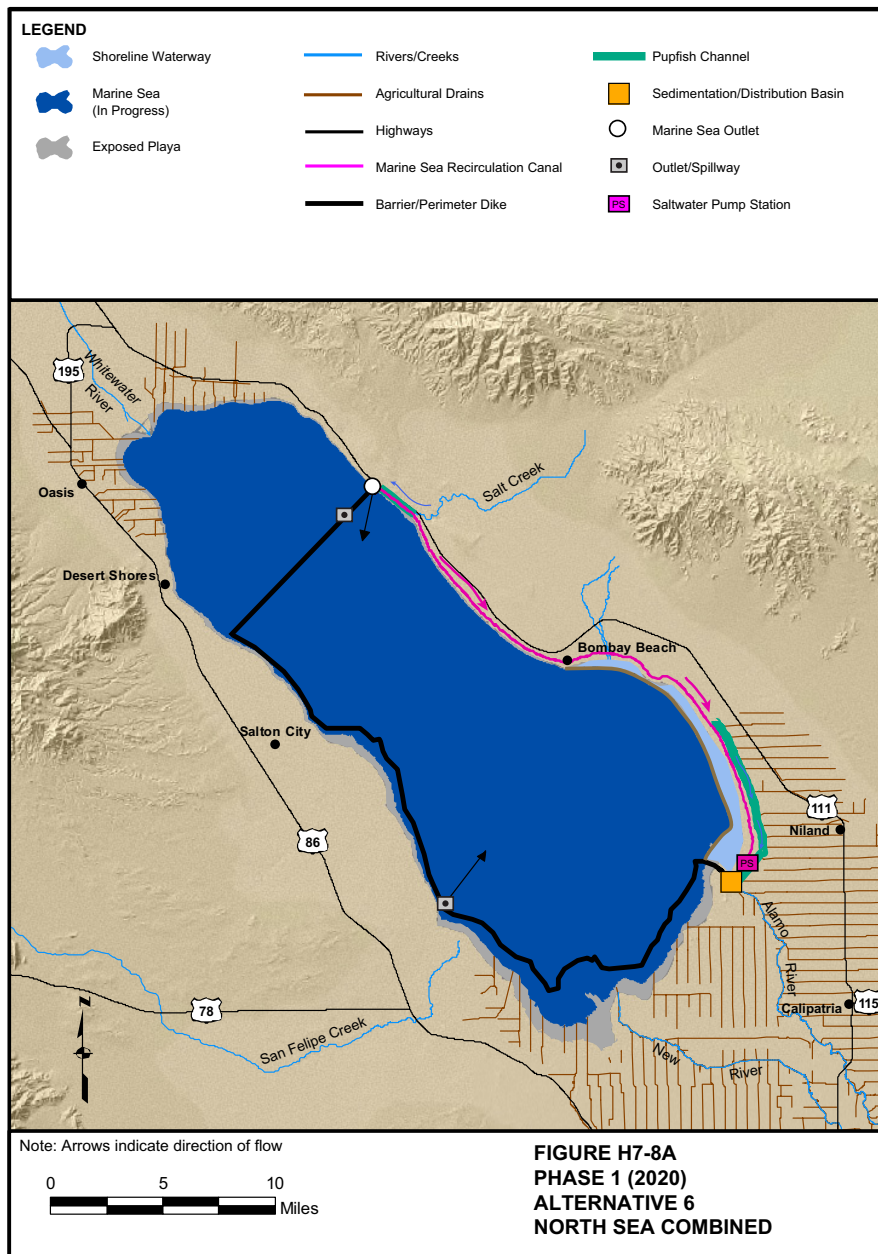 LEGEND
Shoreline Waterway
Marine Sea
(In Progress)
Exposed Playa
Rivers/Creeks
Agricultural Drains
Highways
Marine Sea Recirculation Canal
Barrier/Perimeter Dike
Pupfish Channel
Sedimentation/Distribution Basin
Marine Sea Outlet
Outlet/Spillway
PS
Saltwater Pump Station
195
Whitewater
River
Oasis
Salt Creek
Desert Shores
Bombay Beach
Salton City
111
Niland
86
PS
Alamo
River
78
115
Calipatria
San Felipe Creek
New
River
N
Note: Arrows indicate direction of flow
0 5 10
Miles
FIGURE H7-8A
PHASE 1 (2020)
ALTERNATIVE 6
NORTH SEA COMBINED